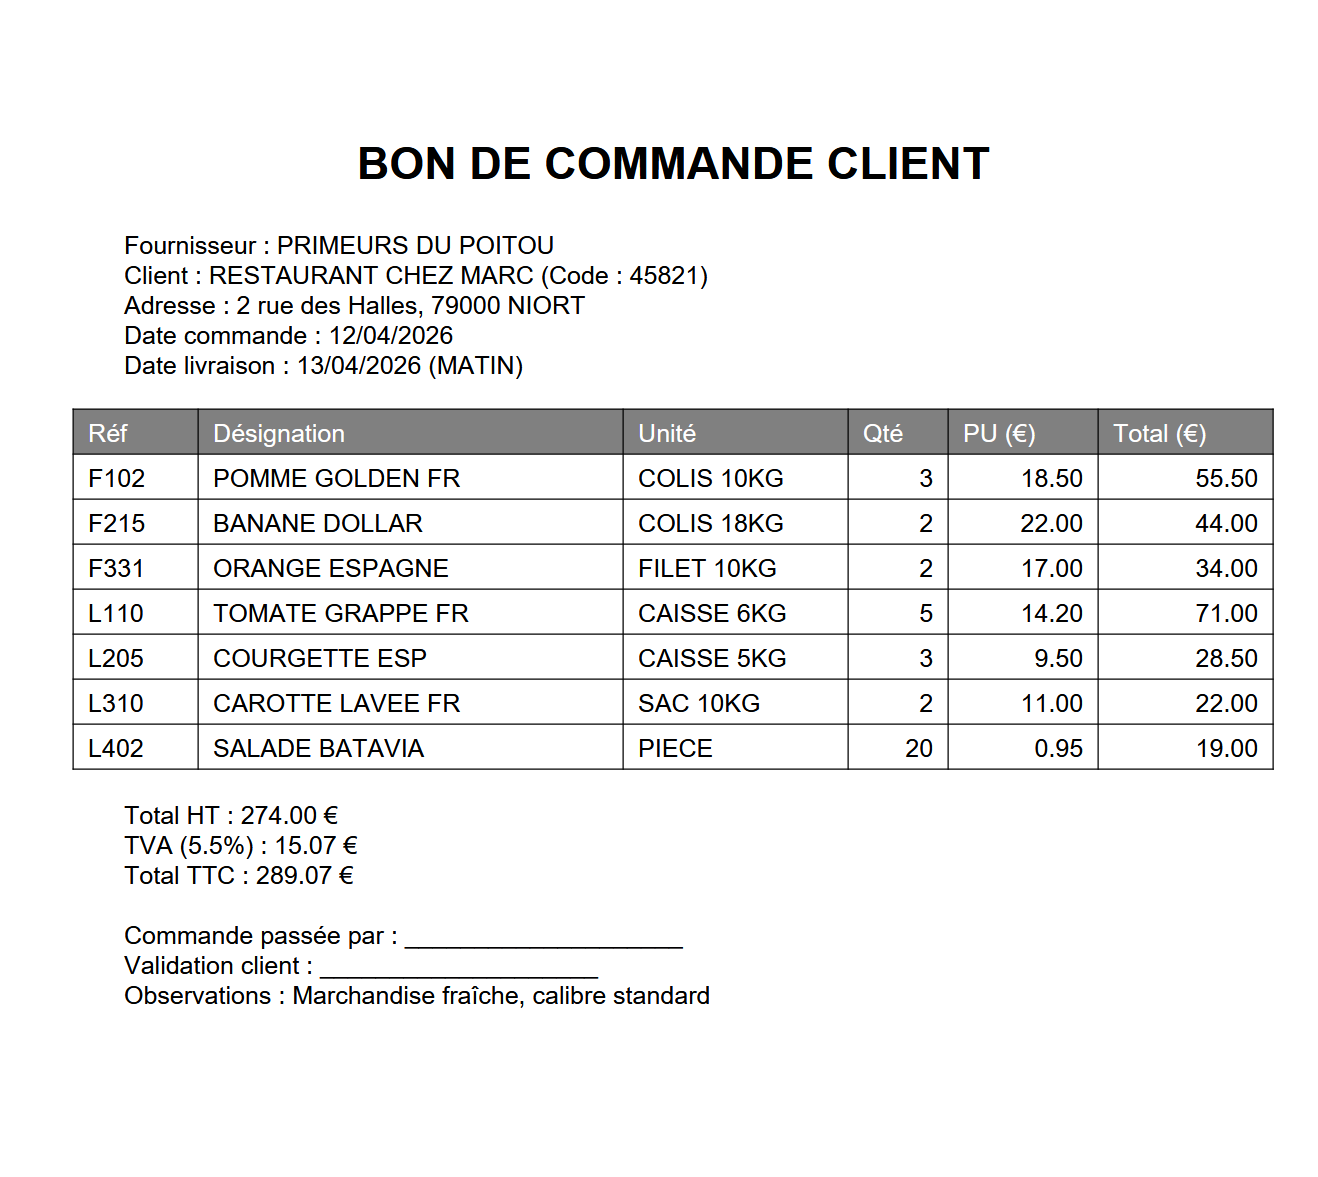 BON DE COMMANDE CLIENT
Fournisseur : PRIMEURS DU POITOU
Client : RESTAURANT CHEZ MARC (Code : 45821)
Adresse : 2 rue des Halles, 79000 NIORT
Date commande : 12/04/2026
Date livraison : 13/04/2026 (MATIN)
Réf Désignation Unité Qté PU (€) Total (€)
F102 POMME GOLDEN FR COLIS 10KG 3 18.50 55.50
F215 BANANE DOLLAR COLIS 18KG 2 22.00 44.00
F331 ORANGE ESPAGNE FILET 10KG 2 17.00 34.00
L110 TOMATE GRAPPE FR CAISSE 6KG 5 14.20 71.00
L205 COURGETTE ESP CAISSE 5KG 3 9.50 28.50
L310 CAROTTE LAVEE FR SAC 10KG 2 11.00 22.00
L402 SALADE BATAVIA PIECE 20 0.95 19.00
Total HT : 274.00 €
TVA (5.5%) : 15.07 €
Total TTC : 289.07 €
Commande passée par : ____________________
Validation client : ____________________
Observations : Marchandise fraîche, calibre standard